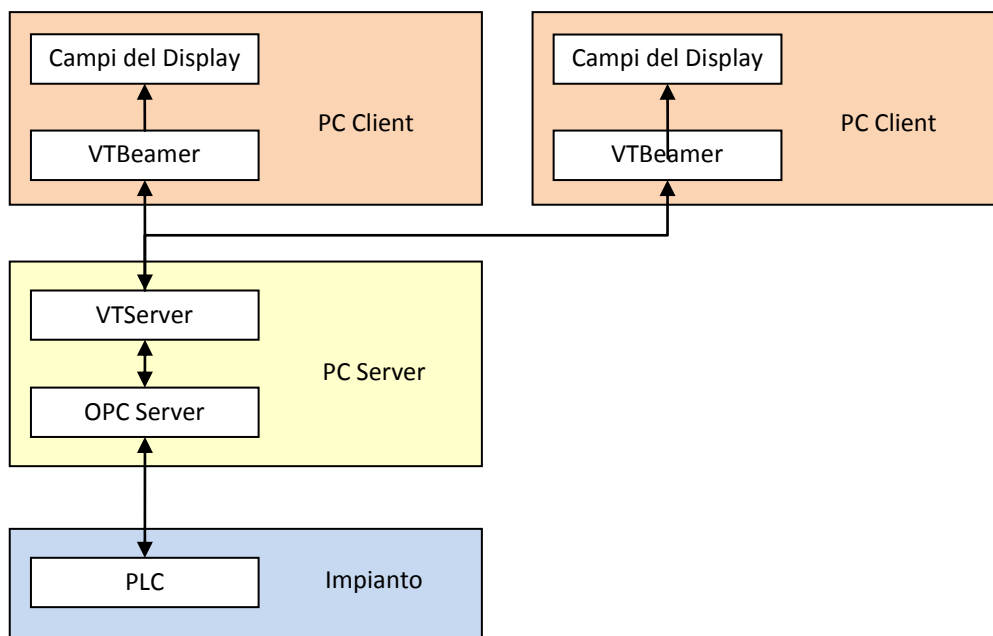 Campi del Display
PC Client
VTBeamer
Campi del Display
PC Client
VTBeamer
VTServer
PC Server
OPC Server
PLC
Impianto